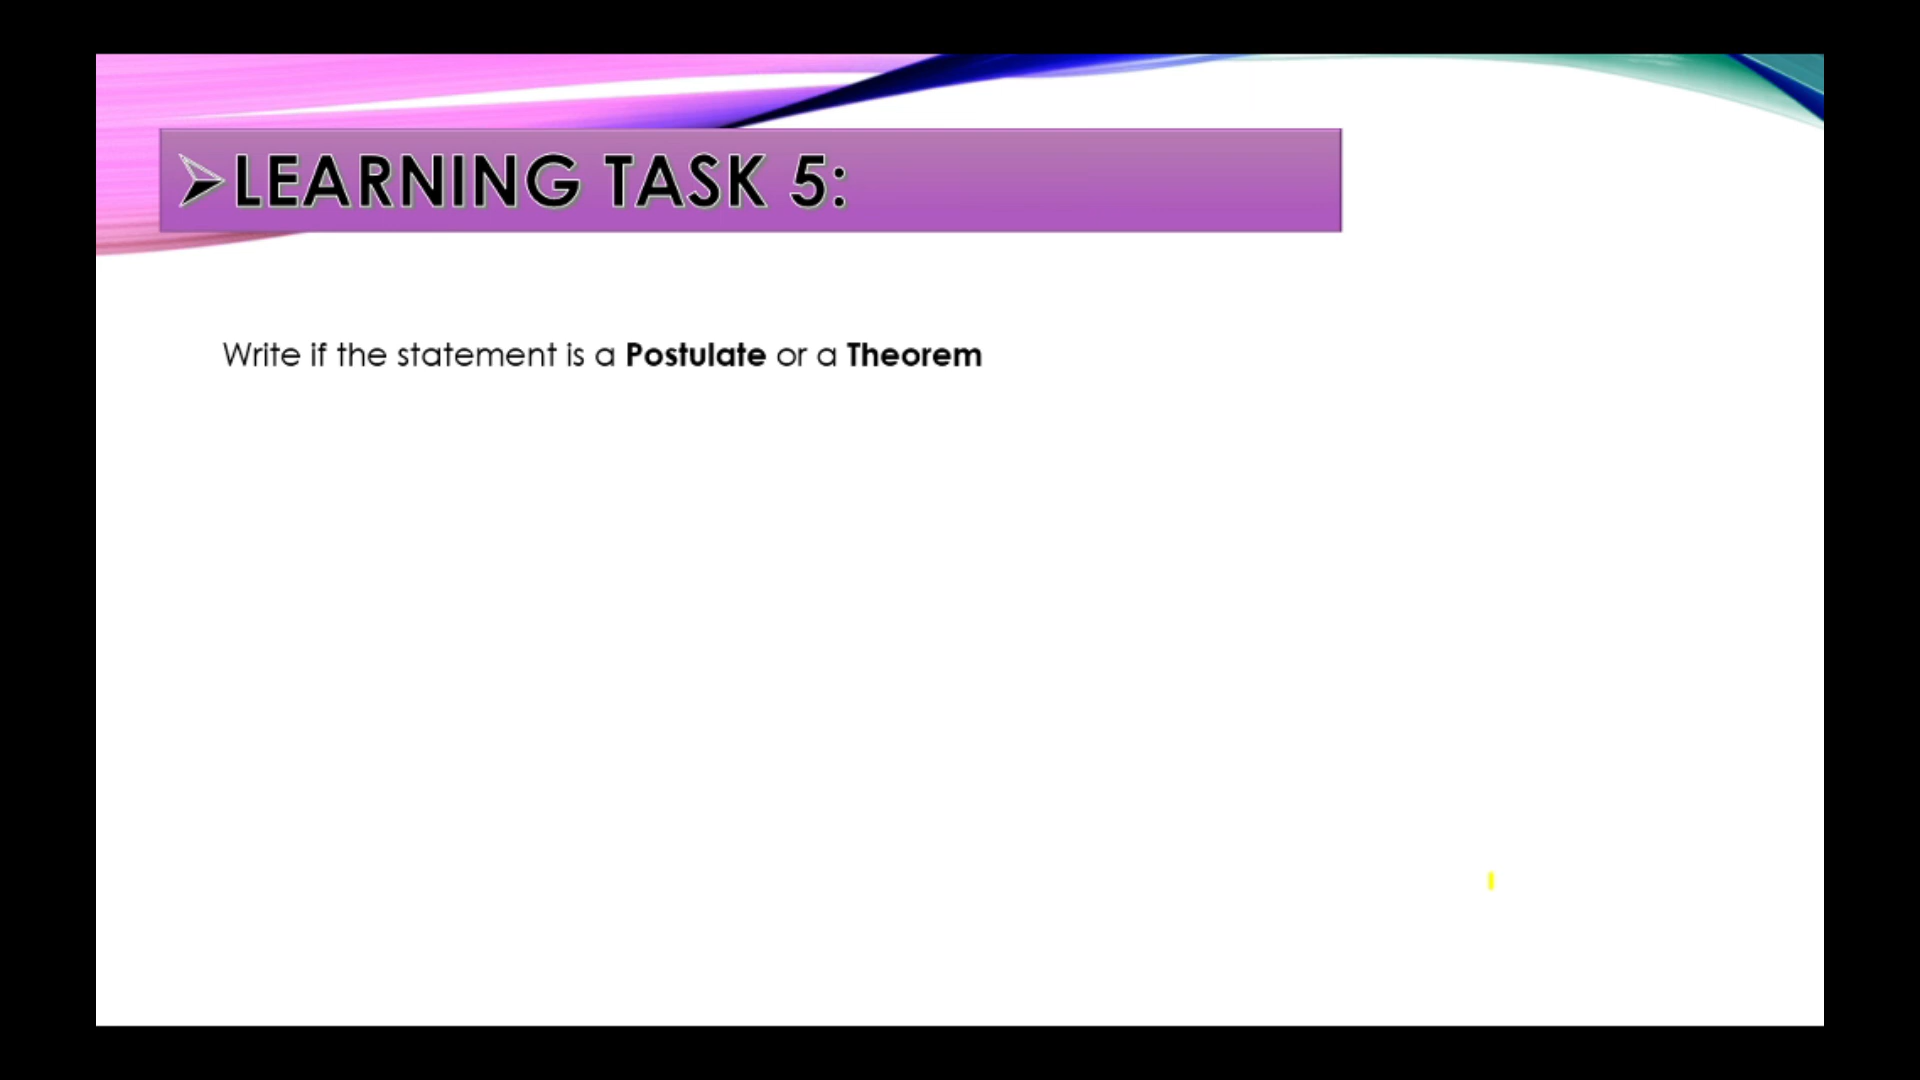 ➢LEARNING TASK 5:
Write if the statement is a Postulate or a Theorem